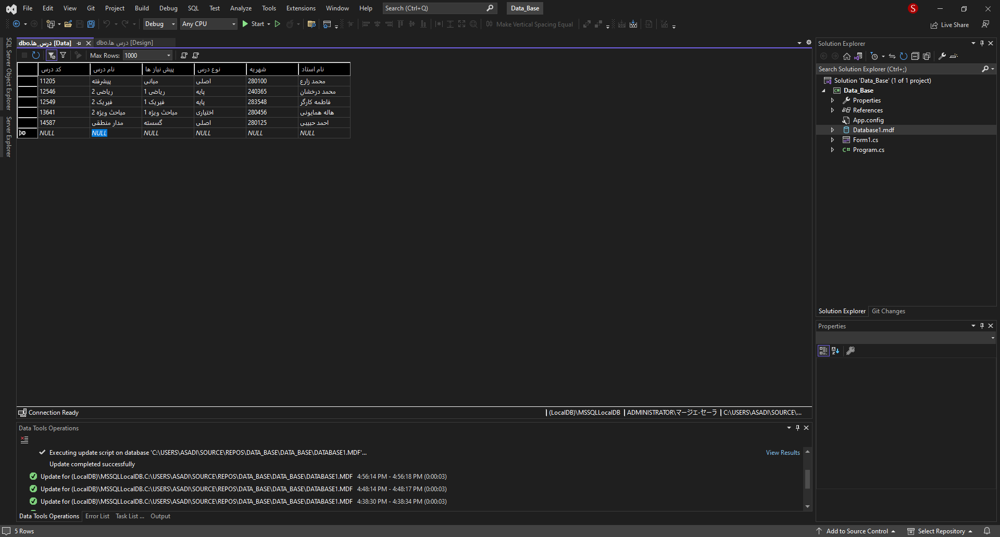 File Edit View Git Project Build Debug SQL Test Analyze Tools Extensions Window Help Search (Ctrl+Q) Data_Base S
Debug Any CPU Start Make Vertical Spacing Equal Live Share
SQL Server Object Explorer
Server Explorer
dbo.درس_ها [Data] dbo.درس ها [Design]
Max Rows: 1000
کد درس نام درس پیش نیاز ها نوع درس شهریه نام استاد
11205 پیشرفته مبانی اصلی 280100 محمد زارع
12546 ریاضی 2 ریاضی 1 پایه 240365 محمد درخشان
12549 فیریک 2 فیریک 1 پایه 283548 فاطمه کارگر
13641 مباحث ویژه 2 مباحث ویژه 1 اختیاری 280456 هاله همایونی
14587 مدار منطقی گسسته اصلی 280125 احمد حبیبی
NULL NULL NULL NULL NULL NULL
Connection Ready (LocalDB)\MSSQLLocalDB ADMINISTRATOR\マージエ-セーラ C:\USERS\ASADI\SOURCE\...
Data Tools Operations
Executing update script on database 'C:\USERS\ASADI\SOURCE\REPOS\DATA_BASE\DATA_BASE\DATABASE1.MDF'... View Results
Update completed successfully
Update for (LocalDB)\MSSQLLocalDB.C:\USERS\ASADI\SOURCE\REPOS\DATA_BASE\DATA_BASE\DATABASE1.MDF 4:56:14 PM - 4:56:18 PM (0:00:03)
Update for (LocalDB)\MSSQLLocalDB.C:\USERS\ASADI\SOURCE\REPOS\DATA_BASE\DATA_BASE\DATABASE1.MDF 4:48:14 PM - 4:48:17 PM (0:00:03)
Update for (LocalDB)\MSSQLLocalDB.C:\USERS\ASADI\SOURCE\REPOS\DATA_BASE\DATA_BASE\DATABASE1.MDF 4:38:30 PM - 4:38:34 PM (0:00:03)
Data Tools Operations Error List Task List ... Output
Solution Explorer
Search Solution Explorer (Ctrl+;)
Solution 'Data_Base' (1 of 1 project)
C# Data_Base
Properties
References
App.config
Database1.mdf
Form1.cs
C# Program.cs
Solution Explorer Git Changes
Properties
5 Rows Add to Source Control Select Repository